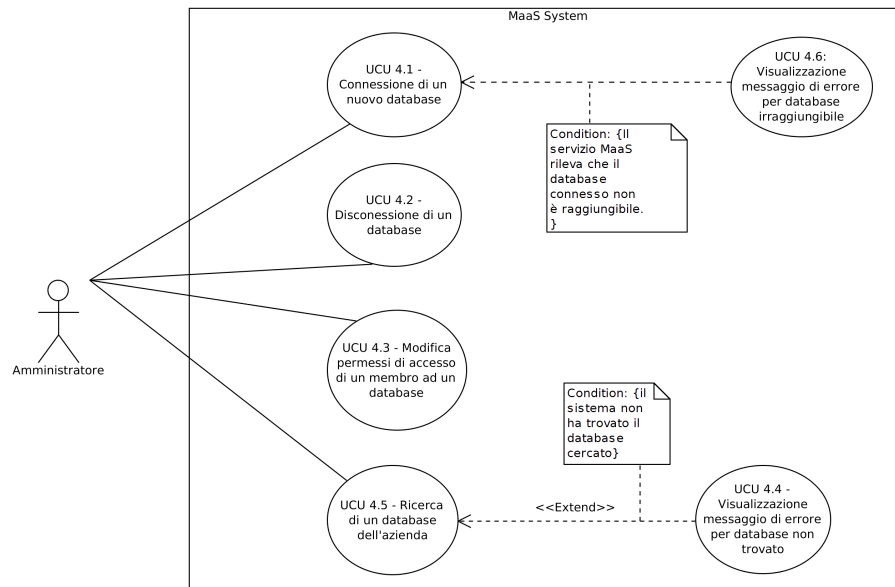 MaaS System
UCU 4.1 -
Connessione di un
nuovo database
UCU 4.6:
Visualizzazione
messaggio di errore
per database
irraggiungibile
Condition: {Il
servizio MaaS
rileva che il
database
connesso non
è raggiungibile.
}
UCU 4.2 -
Disconessione di un
database
Amministratore
UCU 4.3 - Modifica
permessi di accesso
di un membro ad un
database
Condition: {il
sistema non
ha trovato il
database
cercato}
UCU 4.5 - Ricerca
di un database
dell'azienda
<<Extend>>
UCU 4.4 -
Visualizzazione
messaggio di errore
per database non
trovato